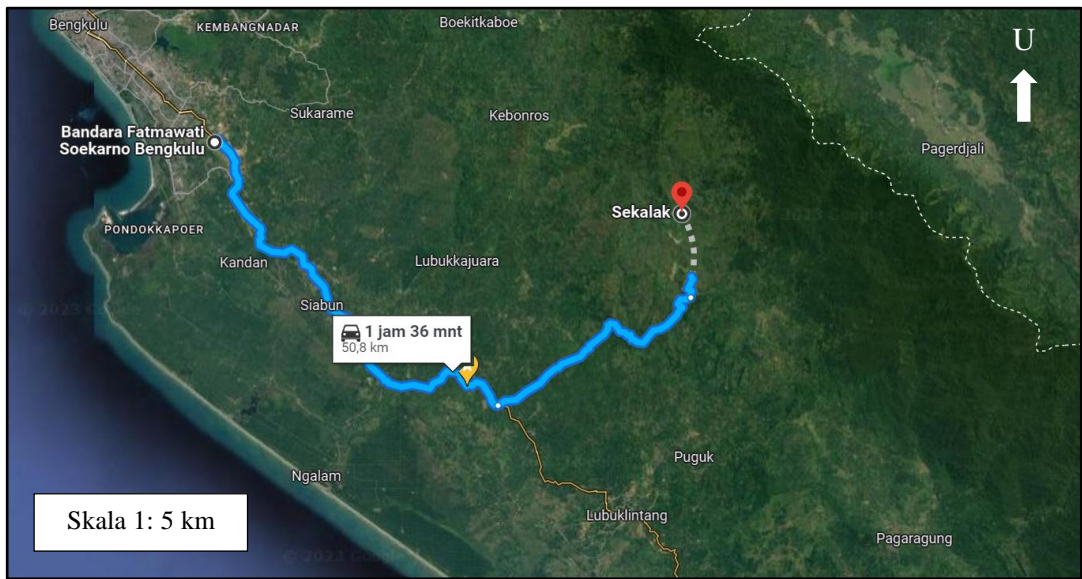 Bengkulu
KEMBANGNADAR
Boekitkaboe
U
Sukarame
Kebonros
Bandara Fatmawati
Soekarno Bengkulu
Pagerdjali
Sekalak
PONDOKKAPOER
Kandan
Lubukkajuara
Siabun
1 jam 36 mnt
50,8 km
Puguk
Ngalam
Skala 1: 5 km
Lubuklintang
Pagaragung